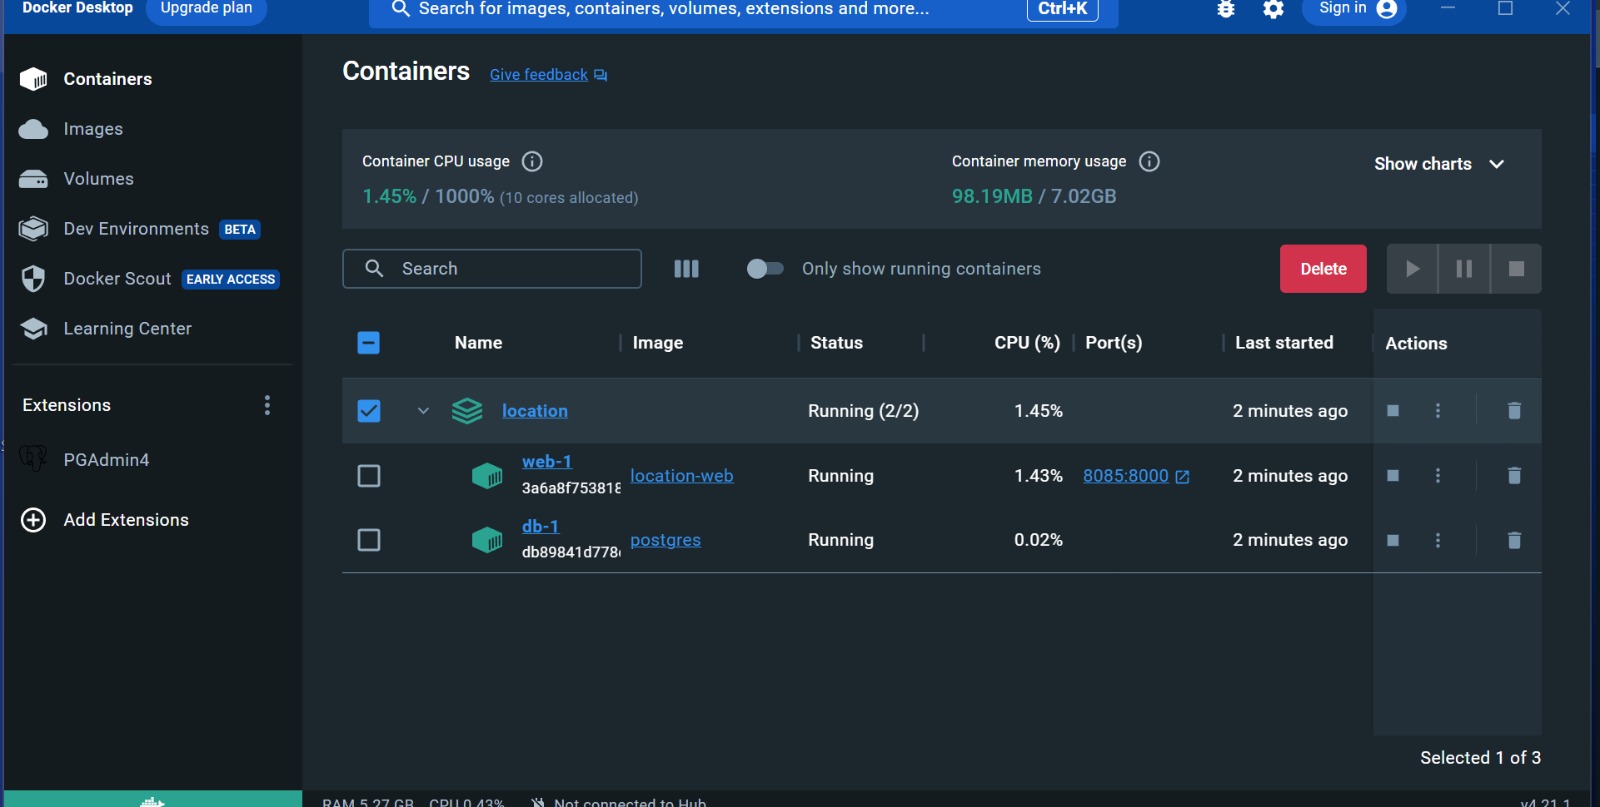 Docker Desktop Upgrade plan Search for images, containers, volumes, extensions and more... Ctrl+K Sign in
Containers
Images
Volumes
Dev Environments BETA
Docker Scout EARLY ACCESS
Learning Center
Extensions
PGAdmin4
Add Extensions
Containers Give feedback
Container CPU usage
1.45% / 1000% (10 cores allocated)
Container memory usage
98.19MB / 7.02GB
Show charts
Search
Only show running containers
Delete
Name Image Status CPU (%) Port(s) Last started Actions
location Running (2/2) 1.45% 2 minutes ago
web-1 location-web Running 1.43% 8085:8000 2 minutes ago
3a6a8f753818
db-1 postgres Running 0.02% 2 minutes ago
db89841d778
Selected 1 of 3
RAM 5.27 GB CPU 0.43% Not connected to Hub v4.21.1